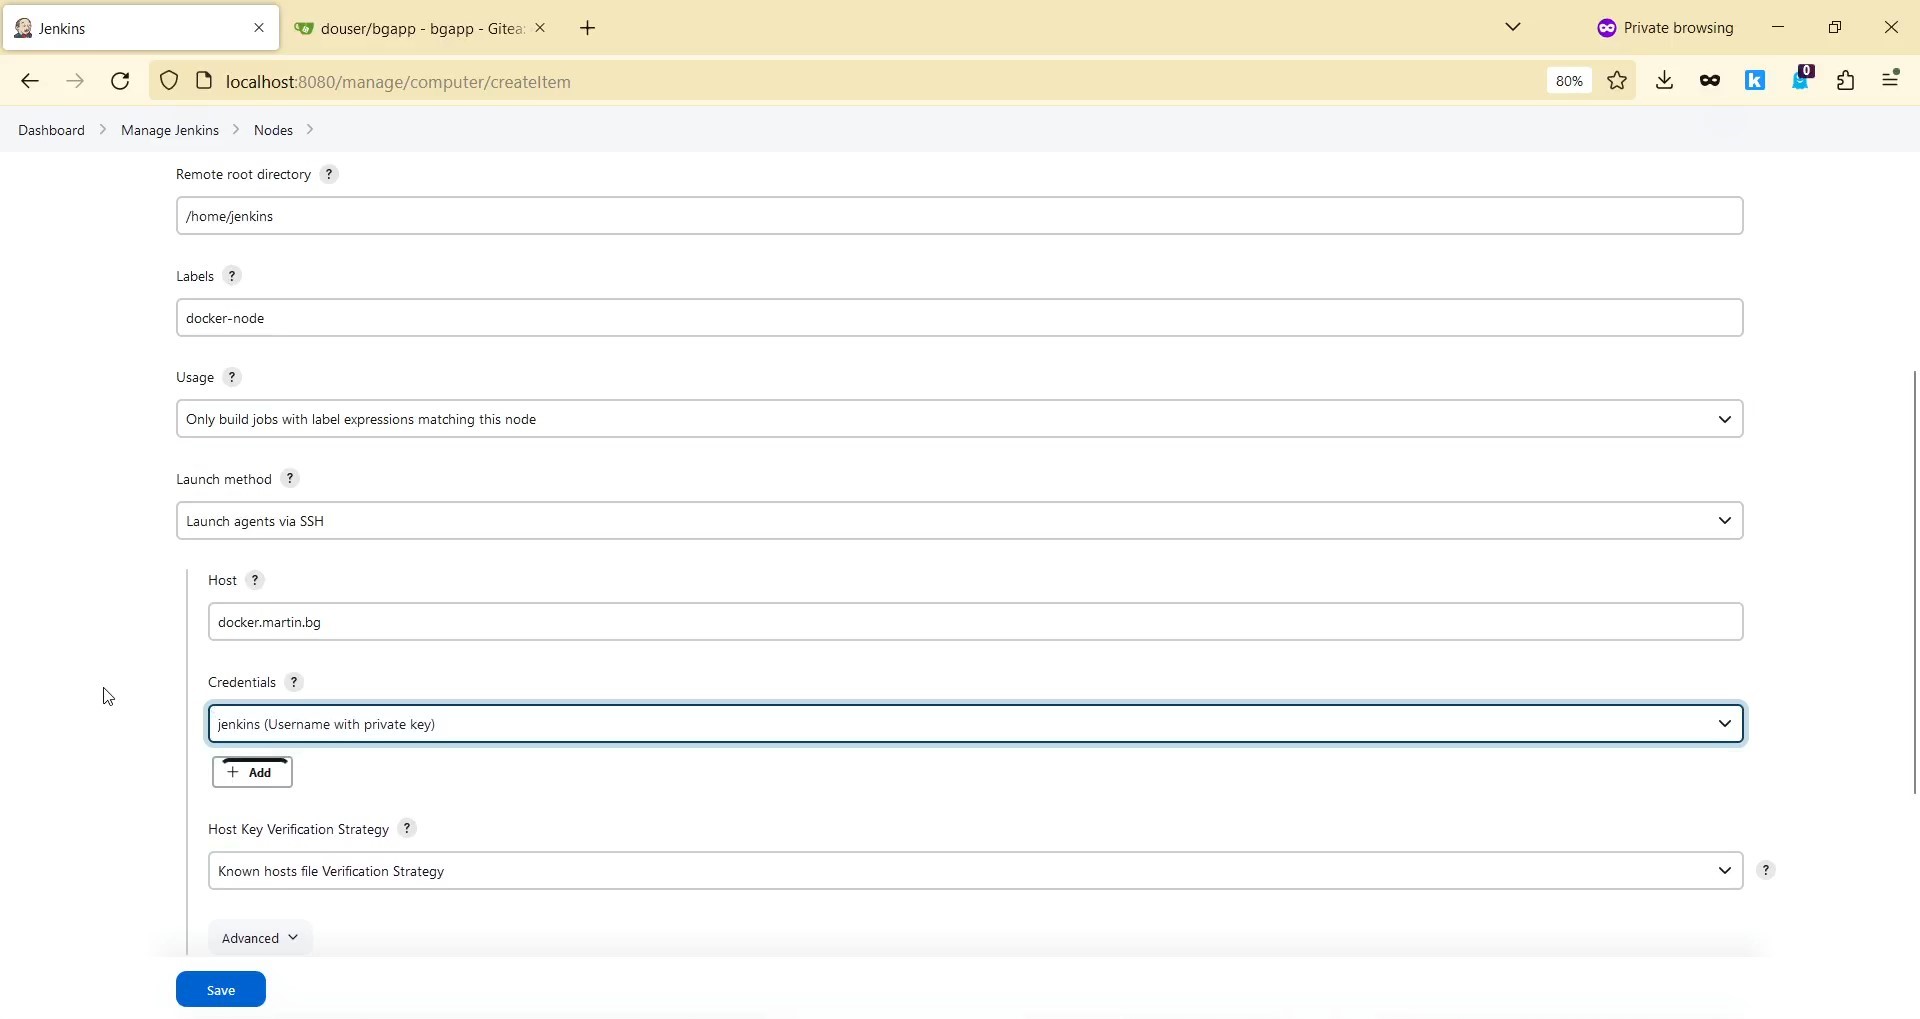 Jenkins
douser/bgapp - bgapp - Gitea:
Private browsing
localhost:8080/manage/computer/createItem
80%
k
0
Dashboard
Manage Jenkins
Nodes
Remote root directory ?
/home/jenkins
Labels ?
docker-node
Usage ?
Only build jobs with label expressions matching this node
Launch method ?
Launch agents via SSH
Host ?
docker.martin.bg
Credentials ?
jenkins (Username with private key)
+ Add
Host Key Verification Strategy ?
Known hosts file Verification Strategy
?
Advanced
Save